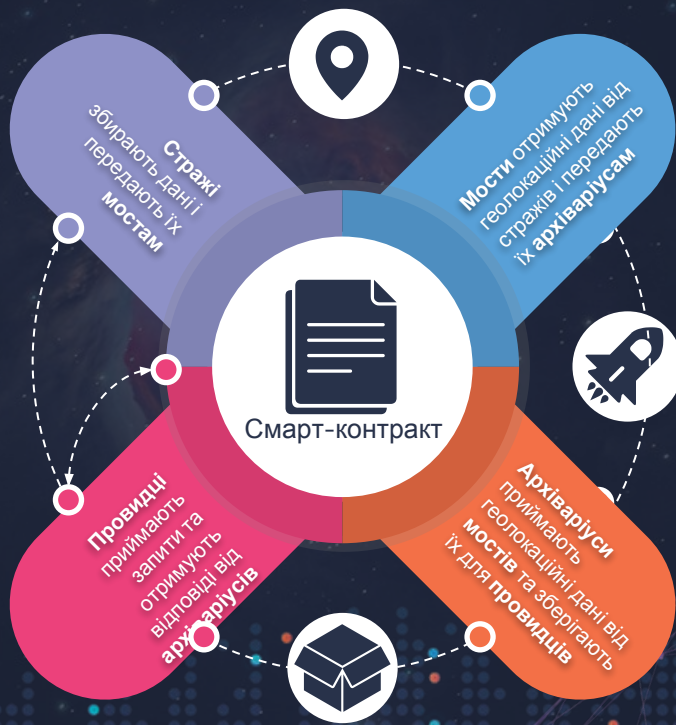 Стражі
збирають дані і
передають їх
мостам
Мости отримують
геолокаційні дані від
стражів і передають
їх архіваріусам
Смарт-контракт
Провидці
приймають
запити та
отримують
відповіді від
архіваріусів
Архіваріуси
приймають
геолокаційні дані від
мостів та зберігають
їх для провидців